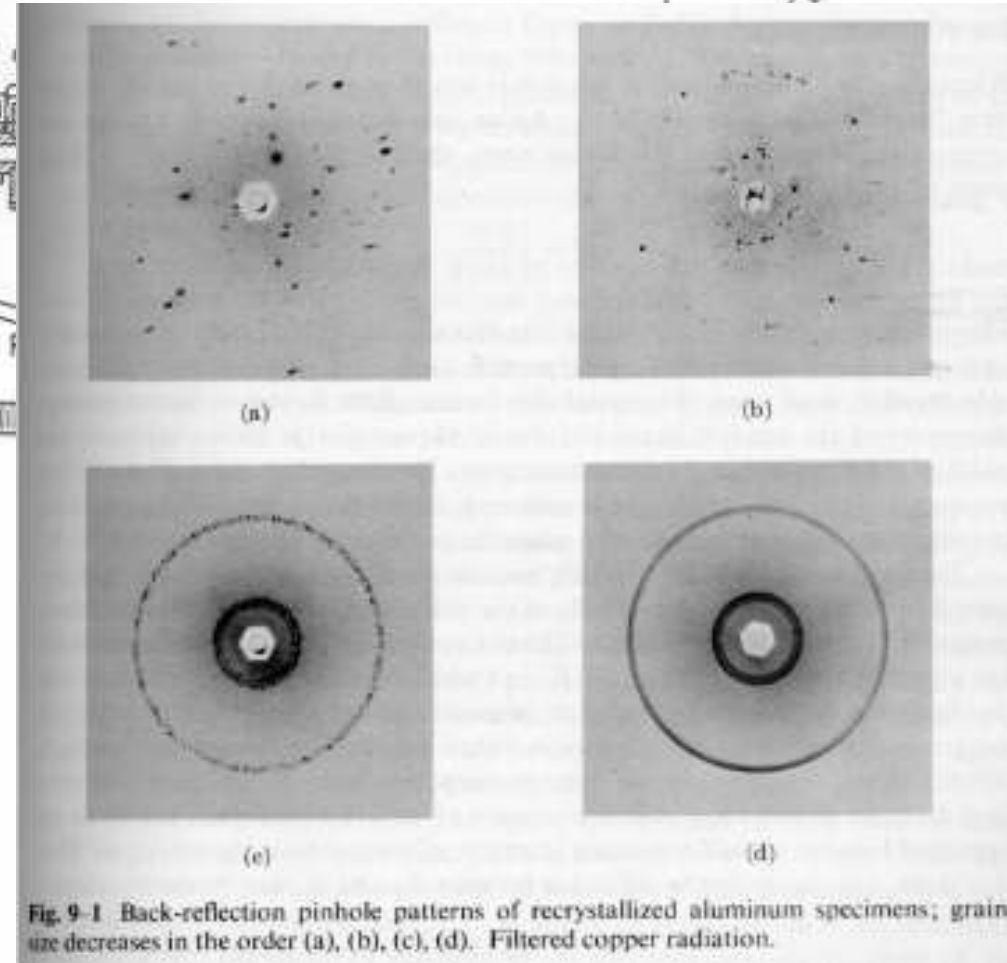 (a)
(b)
(c)
(d)
Fig. 9-1 Back-reflection pinhole patterns of recrystallized aluminum specimens; grain
size decreases in the order (a), (b), (c), (d). Filtered copper radiation.